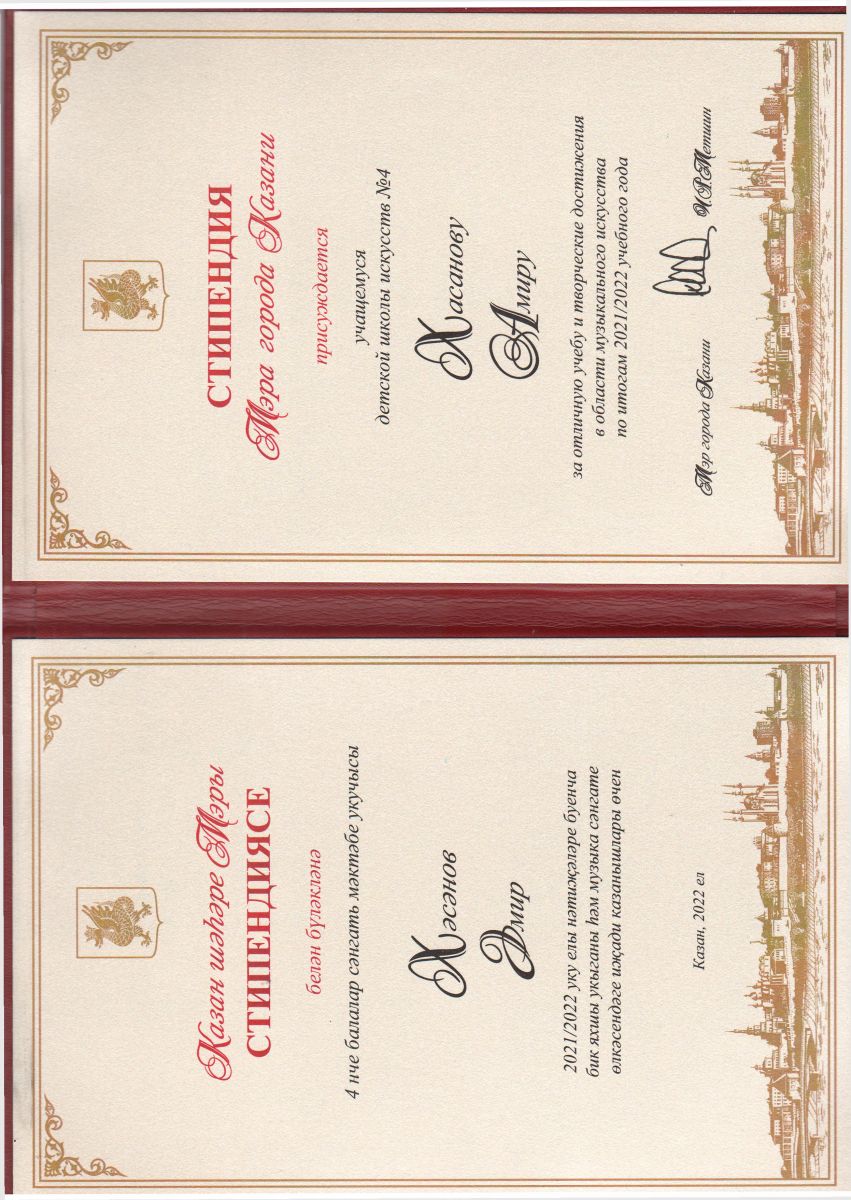 Казан шәһәре Мэры
СТИПЕНДИЯСЕ
белән бүләкләнә
4 нче балалар сәнгать мәктәбе укучысы
Хәсәнов
Әмир
2021/2022 уку елы нәтиҗәләре буенча
бик яхшы укыганы һәм музыка сәнгате
өлкәсендәге иҗади казанышлары өчен
Казан, 2022 ел
СТИПЕНДИЯ
Мэра города Казани
присуждается
учащемуся
детской школы искусств №4
Хасанову
Амиру
за отличную учебу и творческие достижения
в области музыкального искусства
по итогам 2021/2022 учебного года
Мэр города Казани И.Р.Метшин